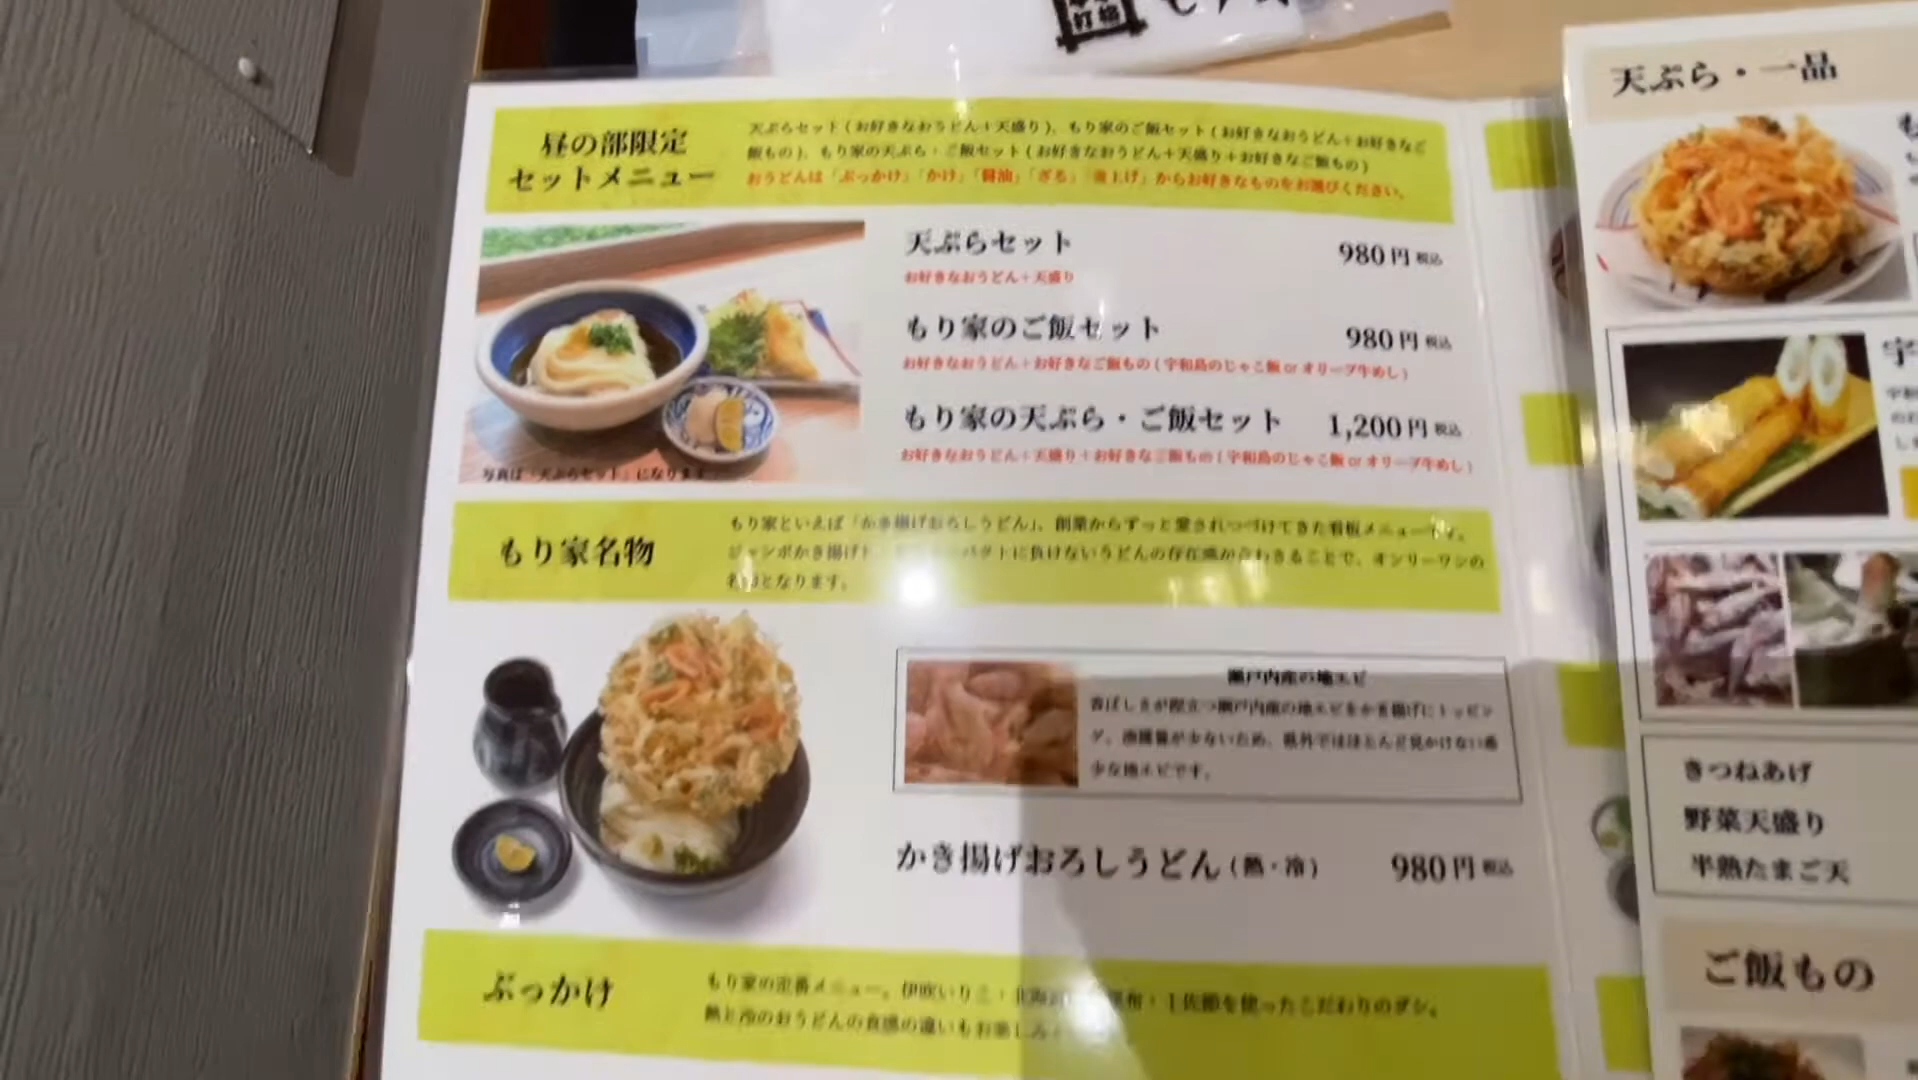 昼の部限定
セットメニュー
天ぷらセット(お好きなおうどん+天盛り)、もり家のご飯セット(お好きなおうどん+お好きなご
飯もの)、もり家の天ぷら・ご飯セット(お好きなおうどん+天盛り+お好きなご飯もの)
おうどんは「ぶっかけ」「かけ」「醤油」「ざる」「釜上げ」からお好きなものをお選びください。
天ぷらセット 980円税込
お好きなおうどん+天盛り
もり家のご飯セット 980円税込
お好きなおうどん+お好きなご飯もの(宇和島のじゃこ飯 or オリーブ牛めし)
もり家の天ぷら・ご飯セット 1,200円税込
お好きなおうどん+天盛り+お好きなご飯もの(宇和島のじゃこ飯 or オリーブ牛めし)
写真は「天ぷらセット」になります
もり家名物
もり家といえば「かき揚げおろしうどん」、創業からずっと愛されつづけてきた看板メニューです。
ジャンボかき揚げ パクトに負けないうどんの存在感が合わさることで、オンリーワンの
名物となります。
瀬戸内産の地エビ
香ばしさが際立つ瀬戸内産の地エビをかき揚げにトッピン
グ。漁獲量が少ないため、県外ではほとんど見かけない希
少な地エビです。
かき揚げおろしうどん(熱・冷) 980円税込
ぶっかけ
もり家の定番メニュー。伊吹いりこ・北海 昆布・土佐節を使ったこだわりのダシ。
熱と冷のおうどんの食感の違いもお楽しみ
天ぷら・一品
きつねあげ
野菜天盛り
半熟たまご天
ご飯もの